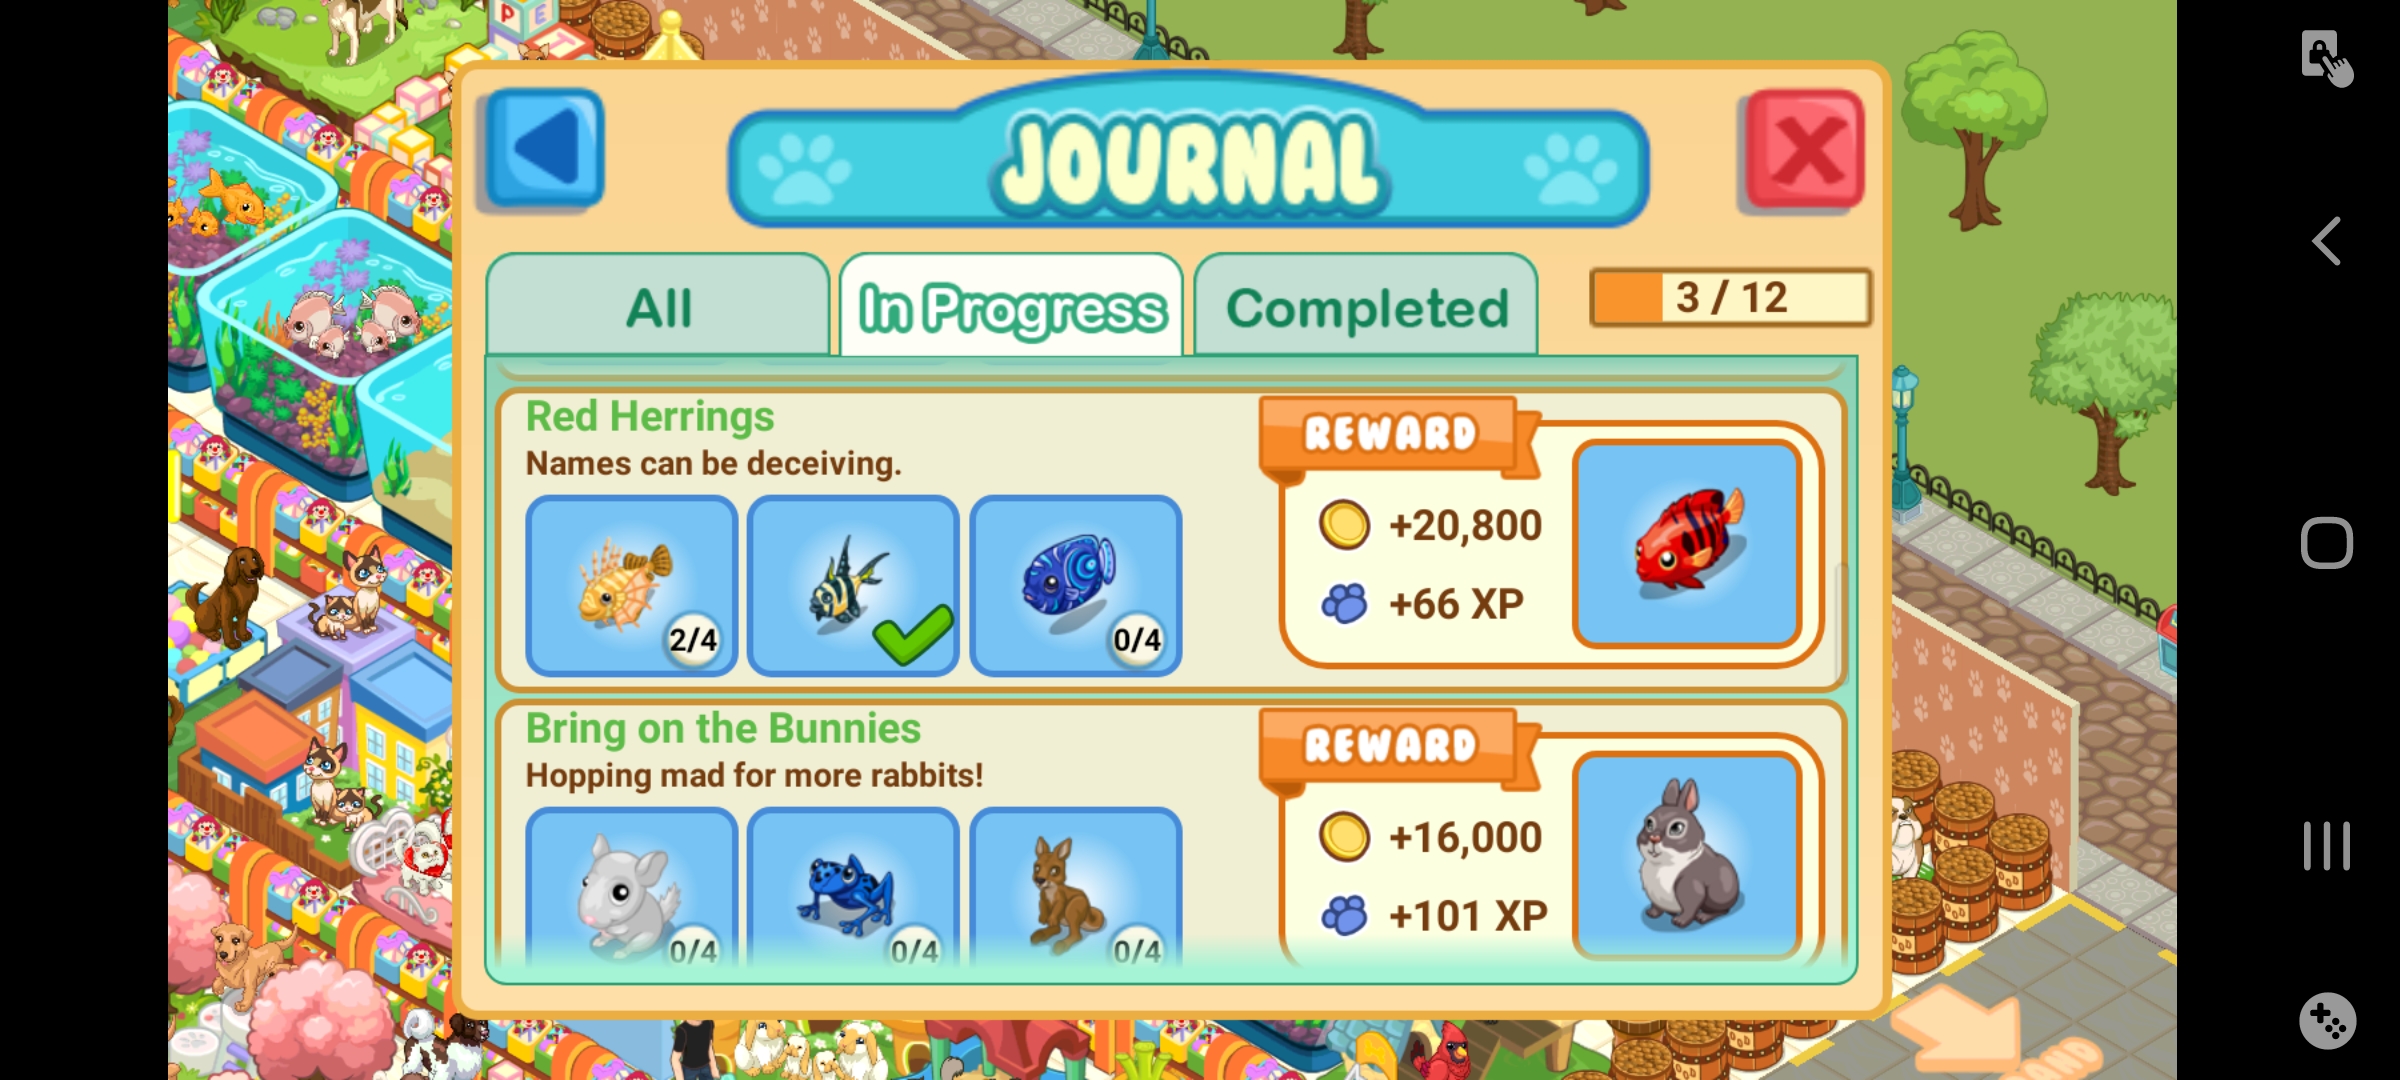 JOURNAL
All
In Progress
Completed
3 / 12
Red Herrings
Names can be deceiving.
2/4
0/4
REWARD
+20,800
+66 XP
Bring on the Bunnies
Hopping mad for more rabbits!
0/4
0/4
0/4
REWARD
+16,000
+101 XP